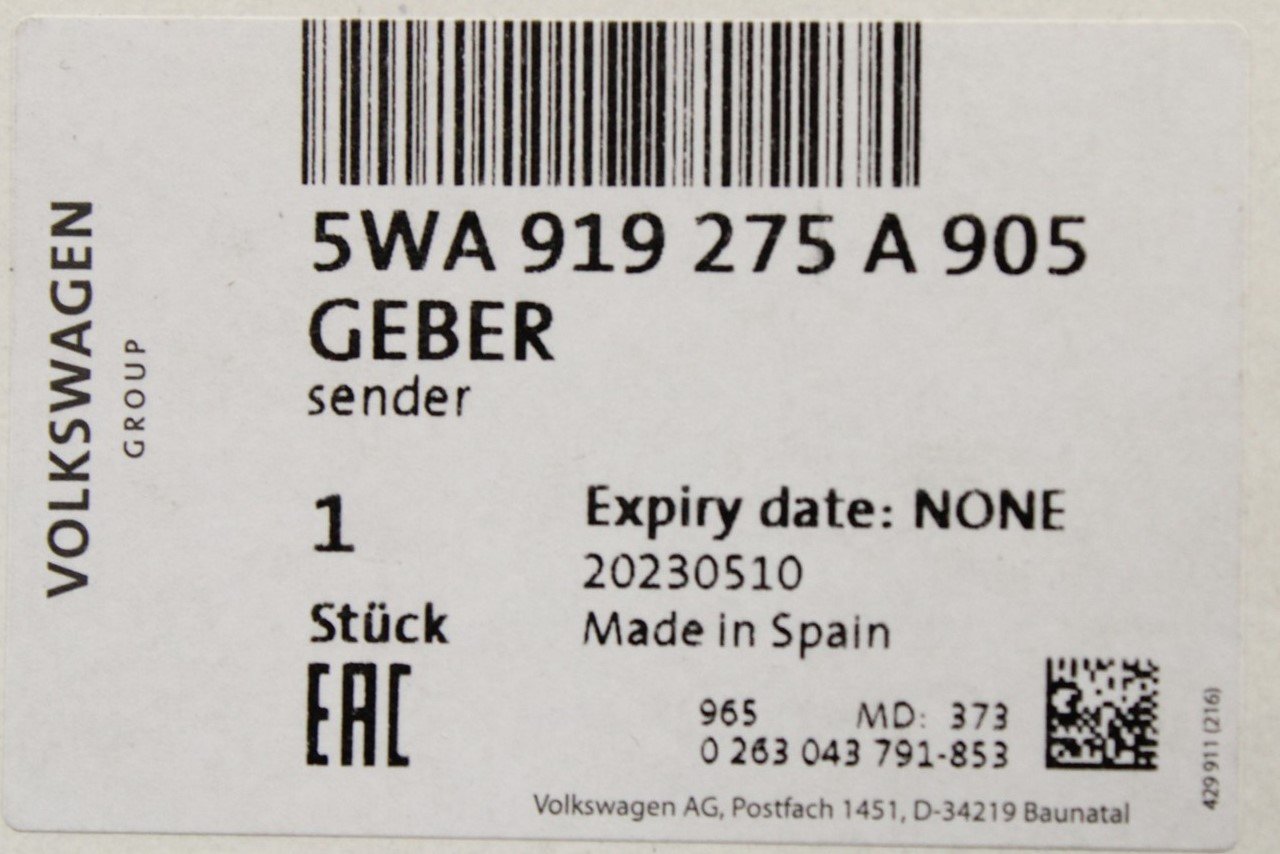 VOLKSWAGEN
GROUP
5WA 919 275 A 905
GEBER
sender
1
Stück
EAC
Expiry date: NONE
20230510
Made in Spain
965 MD: 373
0 263 043 791-853
Volkswagen AG, Postfach 1451, D-34219 Baunatal
429 911 (216)